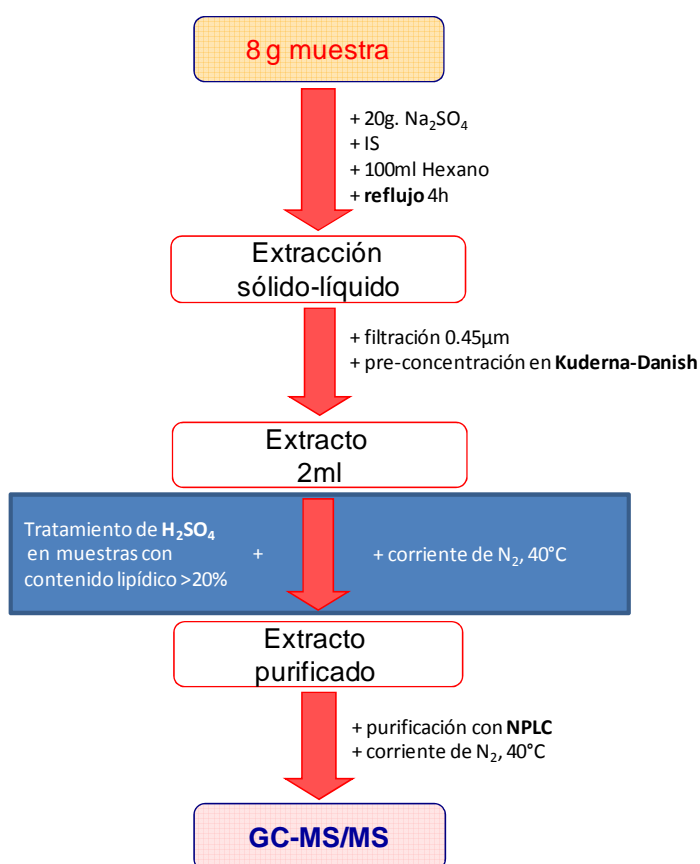 8 g muestra
+ 20g. Na₂SO₄
+ IS
+ 100ml Hexano
+ reflujo 4h
Extracción
sólido-líquido
+ filtración 0.45µm
+ pre-concentración en Kuderna-Danish
Extracto
2ml
Tratamiento de H₂SO₄
en muestras con
contenido lipídico >20%
+
+ corriente de N₂, 40°C
Extracto
purificado
+ purificación con NPLC
+ corriente de N₂, 40°C
GC-MS/MS